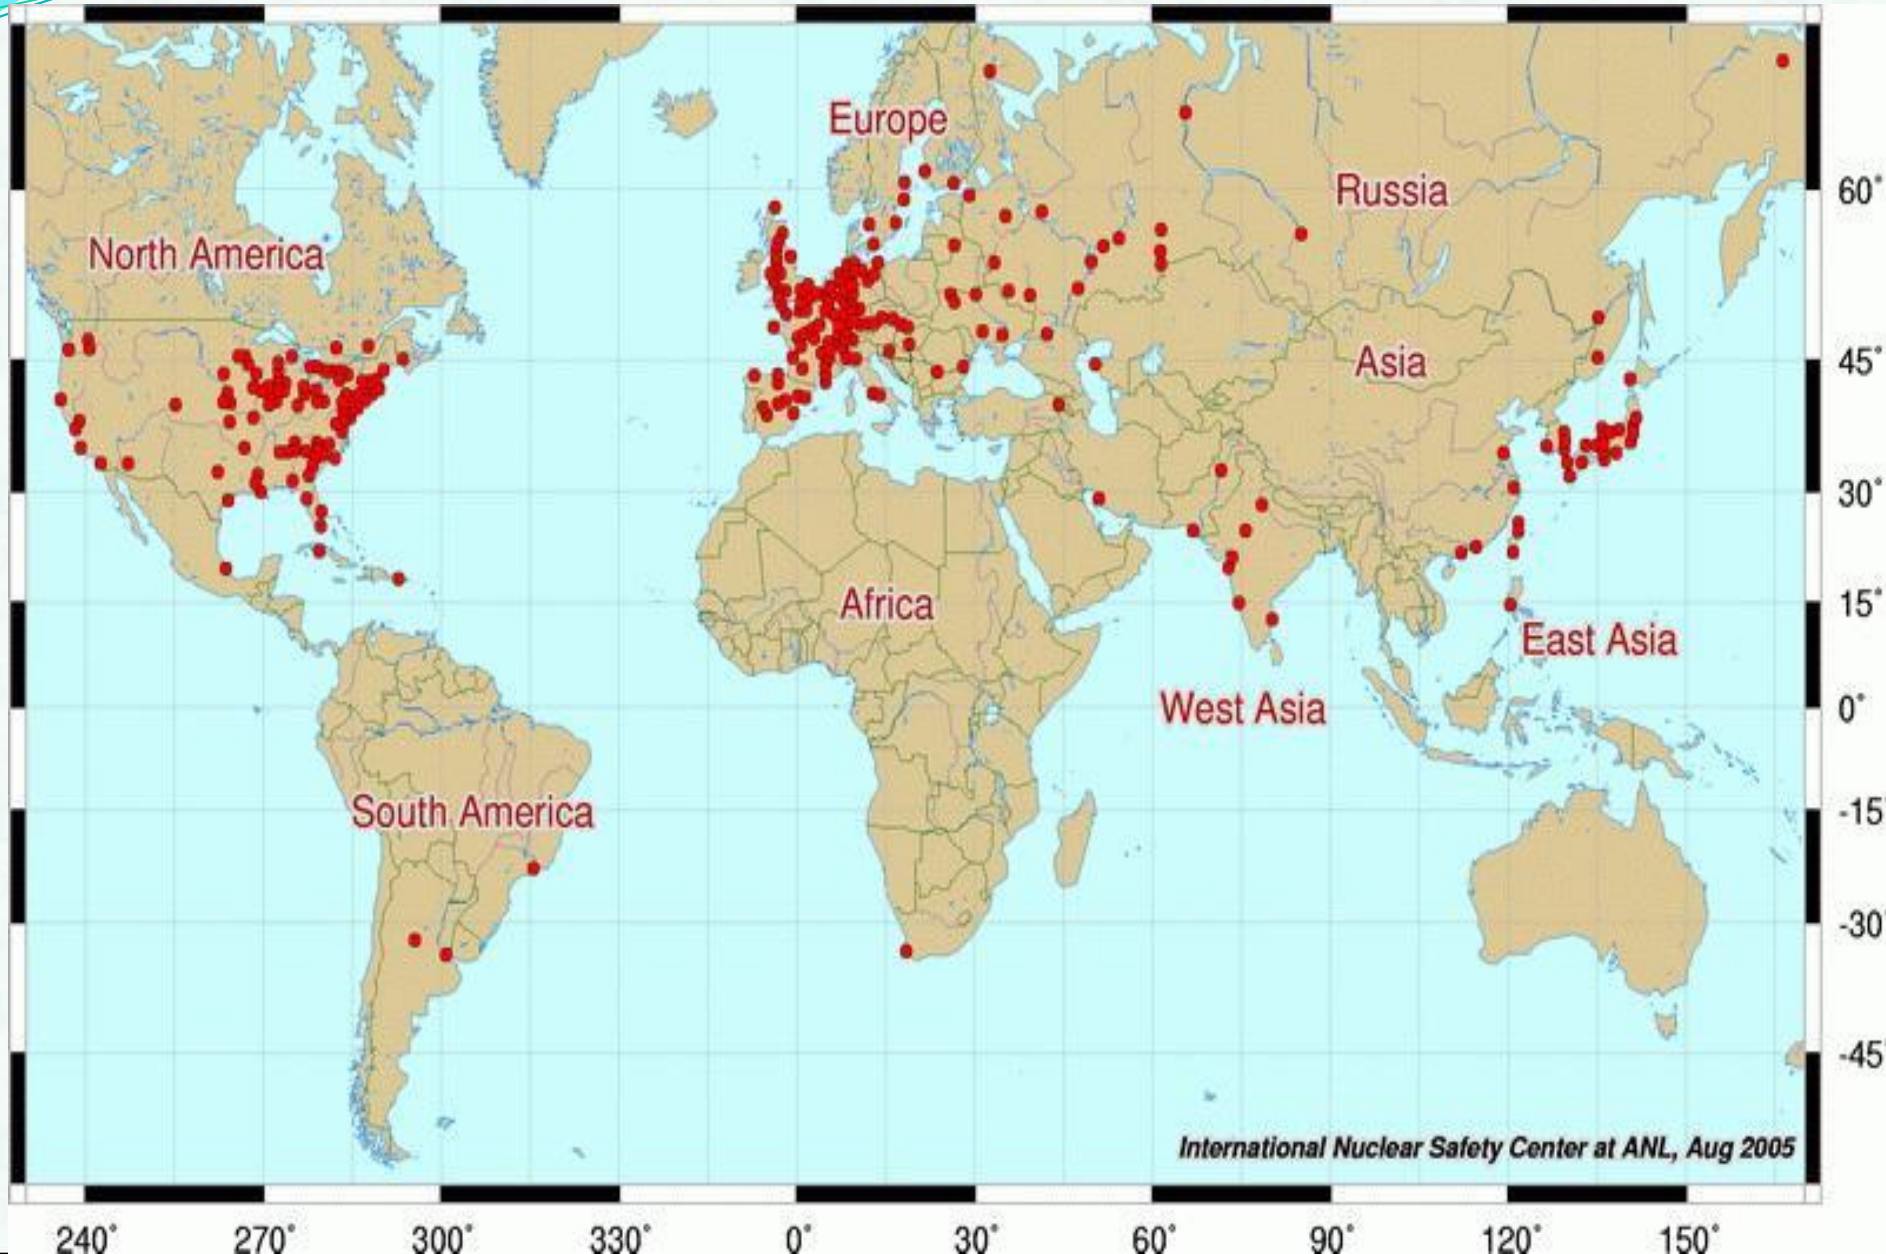 Europe
Russia
60°
North America
Asia
45°
30°
Africa
15°
East Asia
West Asia
0°
South America
-15°
-30°
-45°
International Nuclear Safety Center at ANL, Aug 2005
240° 270° 300° 330° 0° 30° 60° 90° 120° 150°